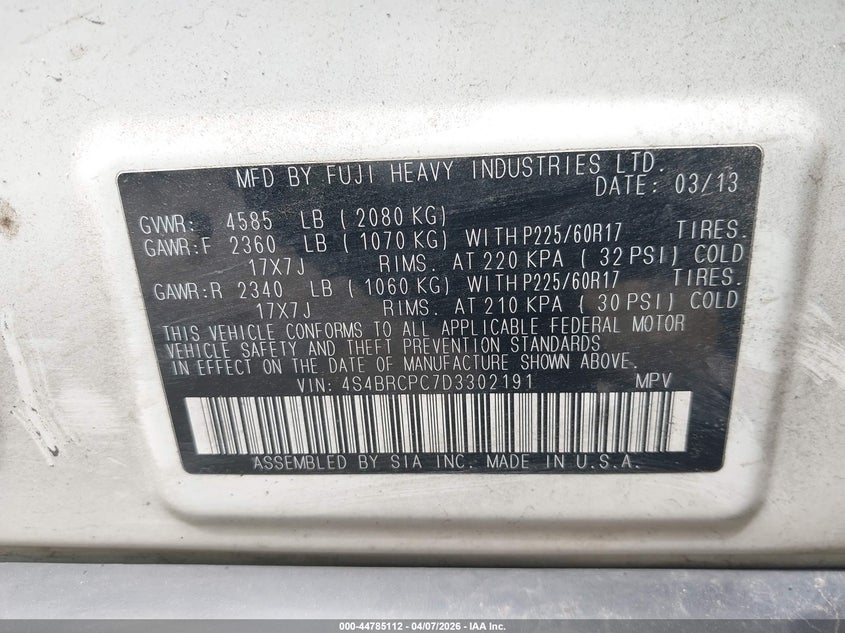 MFD BY FUJI HEAVY INDUSTRIES LTD.
DATE: 03/13
GVWR: 4585 LB ( 2080 KG)
GAWR:F 2360 LB ( 1070 KG) WITH P225/60R17 TIRES.
17X7J RIMS. AT 220 KPA ( 32 PSI) COLD
GAWR:R 2340 LB ( 1060 KG) WITH P225/60R17 TIRES.
17X7J RIMS. AT 210 KPA ( 30 PSI) COLD
THIS VEHICLE CONFORMS TO ALL APPLICABLE FEDERAL MOTOR
VEHICLE SAFETY AND THEFT PREVENTION STANDARDS
IN EFFECT ON THE DATE OF MANUFACTURE SHOWN ABOVE.
VIN: 4S4BRCPC7D3302191 MPV
ASSEMBLED BY SIA INC. MADE IN U.S.A.
000-44785112 - 04/07/2026 - IAA Inc.